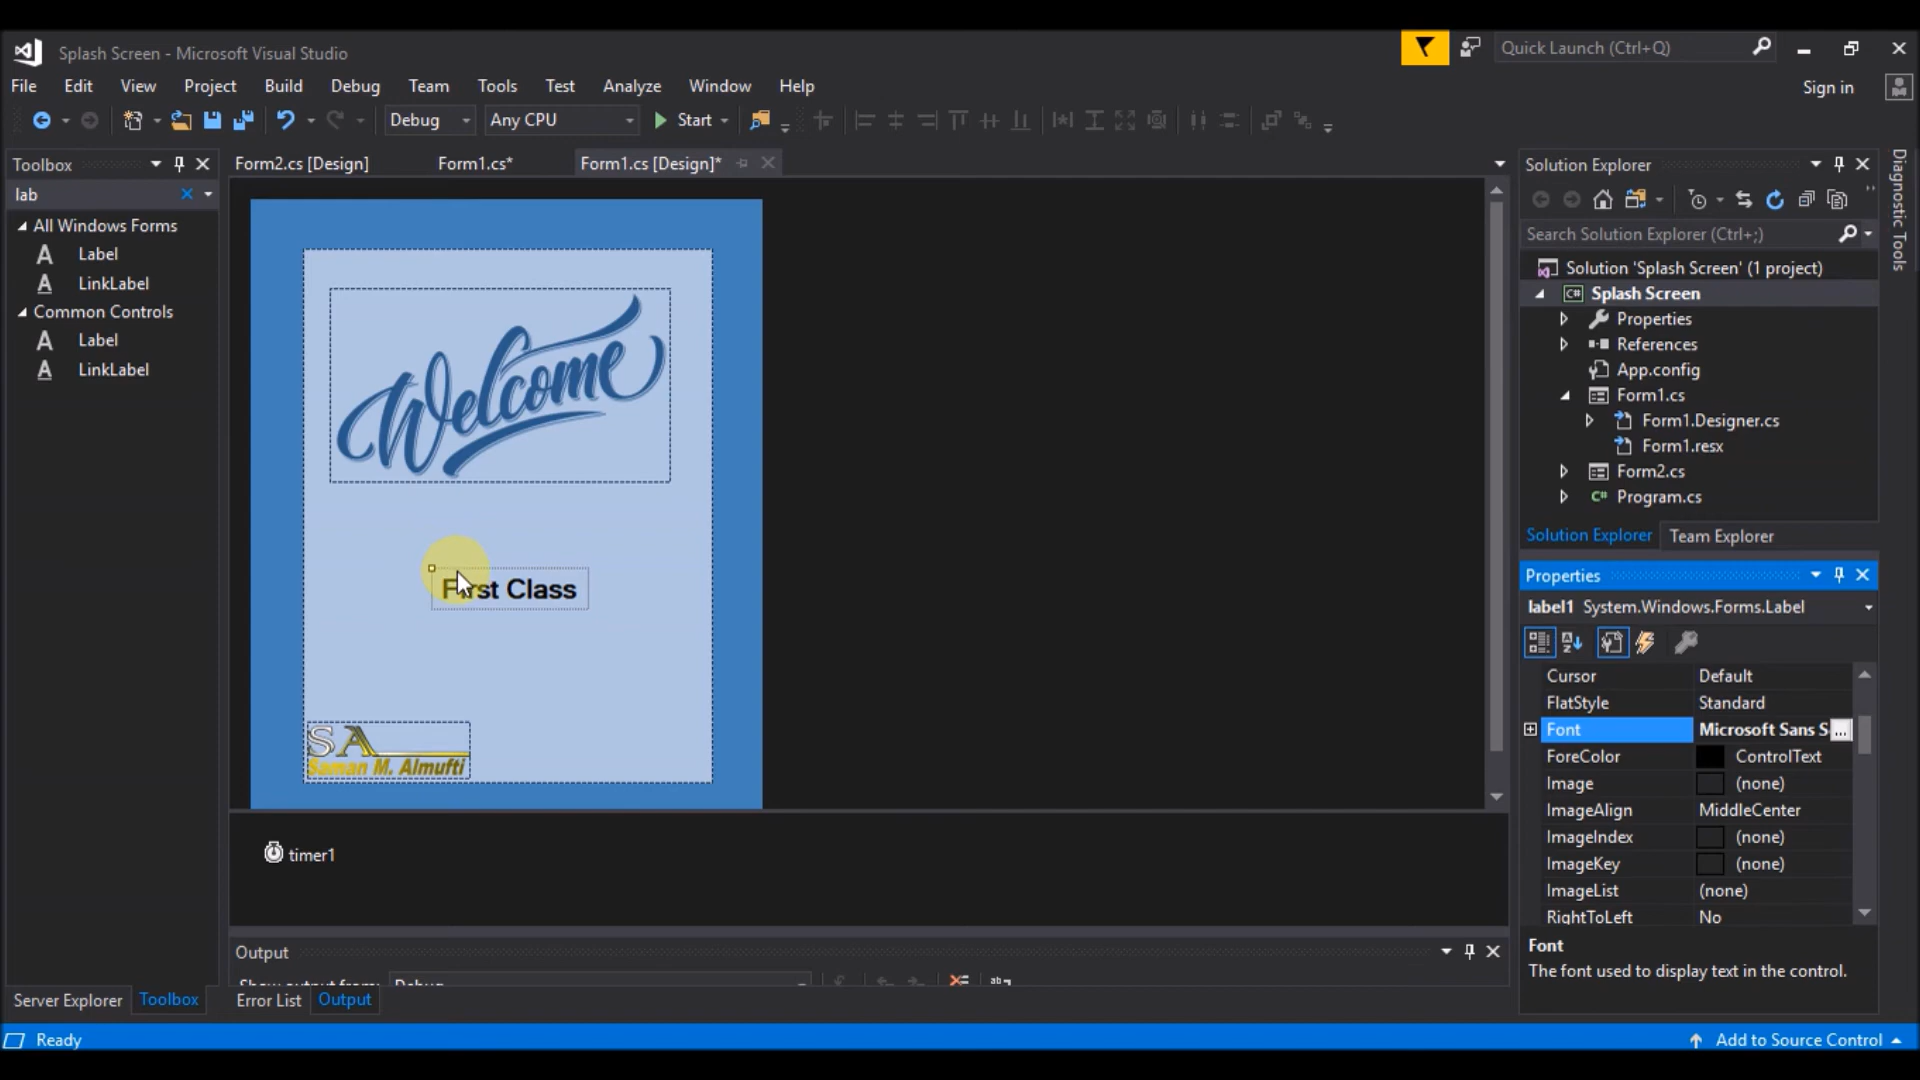 Splash Screen - Microsoft Visual Studio
Quick Launch (Ctrl+Q)
File Edit View Project Build Debug Team Tools Test Analyze Window Help
Sign in
Debug Any CPU Start
Toolbox
Form2.cs [Design] Form1.cs* Form1.cs [Design]*
lab
All Windows Forms
Label
LinkLabel
Common Controls
Label
LinkLabel
Welcome
First Class
SA
Saman M. Almufti
timer1
Output
Show output from: Debug
Server Explorer Toolbox Error List Output
Solution Explorer
Search Solution Explorer (Ctrl+;)
Solution 'Splash Screen' (1 project)
Splash Screen
Properties
References
App.config
Form1.cs
Form1.Designer.cs
Form1.resx
Form2.cs
Program.cs
Solution Explorer Team Explorer
Diagnostic Tools
Properties
label1 System.Windows.Forms.Label
Cursor Default
FlatStyle Standard
Font Microsoft Sans S ...
ForeColor ControlText
Image (none)
ImageAlign MiddleCenter
ImageIndex (none)
ImageKey (none)
ImageList (none)
RightToLeft No
Font
The font used to display text in the control.
Ready
Add to Source Control